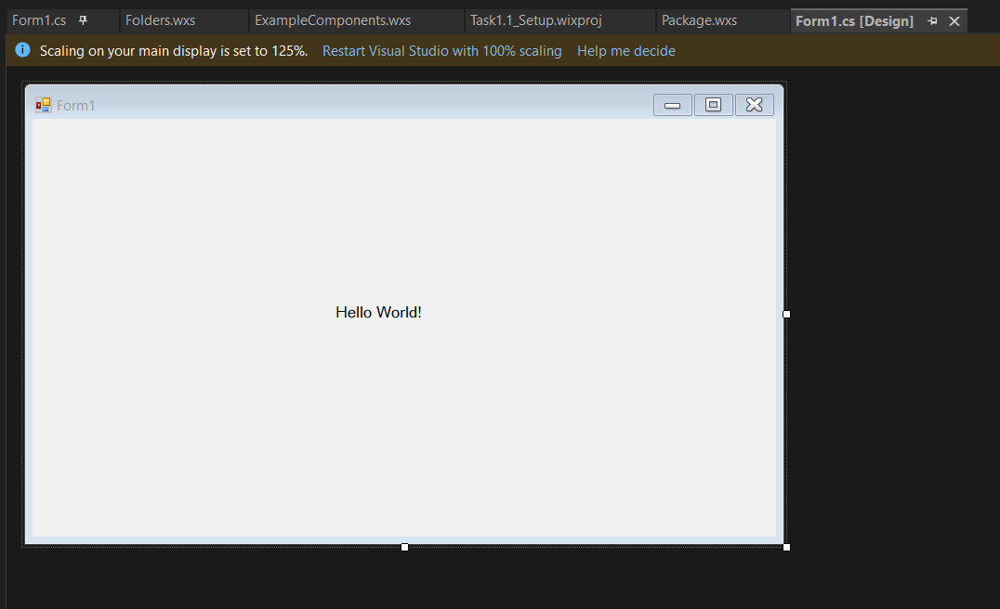 Form1.cs Folders.wxs ExampleComponents.wxs Task1.1_Setup.wixproj Package.wxs Form1.cs [Design]
Scaling on your main display is set to 125%. Restart Visual Studio with 100% scaling Help me decide
Form1
Hello World!